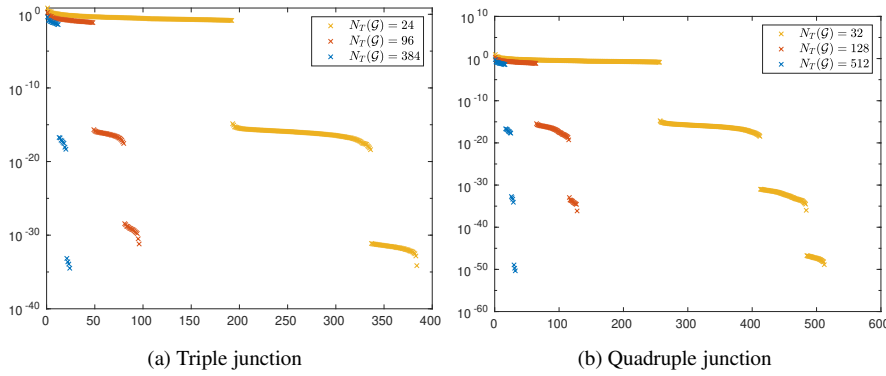 10^0
10^-10
10^-20
10^-30
10^-40
0 50 100 150 200 250 300 350 400
N_T(𝒢) = 24
N_T(𝒢) = 96
N_T(𝒢) = 384
(a) Triple junction
10^10
10^0
10^-10
10^-20
10^-30
10^-40
10^-50
10^-60
0 100 200 300 400 500 600
N_T(𝒢) = 32
N_T(𝒢) = 128
N_T(𝒢) = 512
(b) Quadruple junction